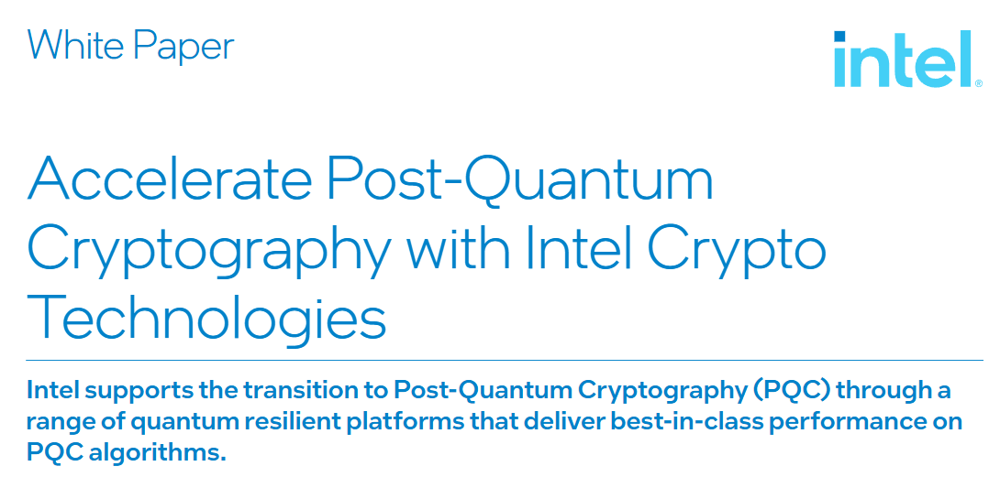 White Paper
intel®
Accelerate Post-Quantum
Cryptography with Intel Crypto
Technologies
Intel supports the transition to Post-Quantum Cryptography (PQC) through a
range of quantum resilient platforms that deliver best-in-class performance on
PQC algorithms.